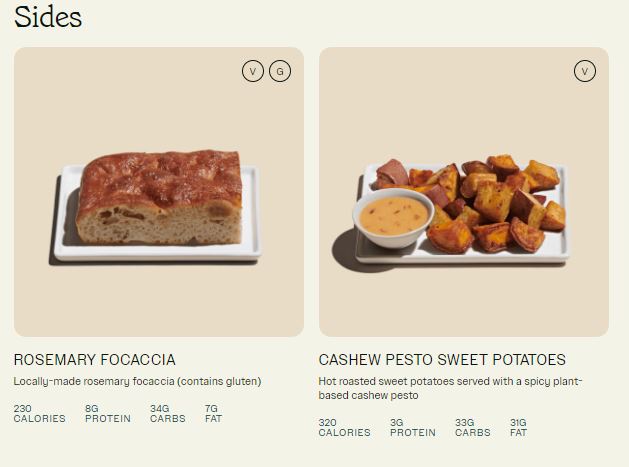 Sides
V G
V
ROSEMARY FOCACCIA
Locally-made rosemary focaccia (contains gluten)
230 8G 34G 7G
CALORIES PROTEIN CARBS FAT
CASHEW PESTO SWEET POTATOES
Hot roasted sweet potatoes served with a spicy plant-
based cashew pesto
320 3G 33G 31G
CALORIES PROTEIN CARBS FAT